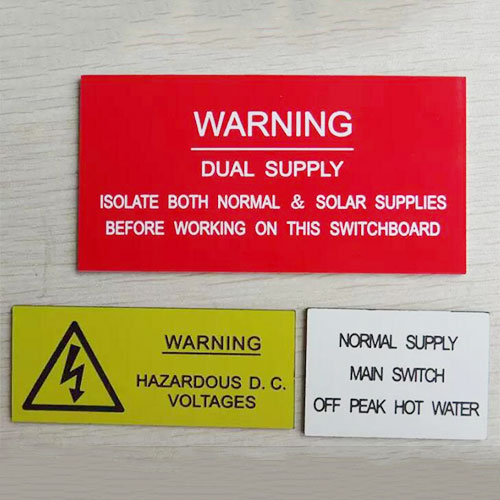 WARNING
DUAL SUPPLY
ISOLATE BOTH NORMAL & SOLAR SUPPLIES
BEFORE WORKING ON THIS SWITCHBOARD
WARNING
HAZARDOUS D. C.
VOLTAGES
NORMAL SUPPLY
MAIN SWITCH
OFF PEAK HOT WATER